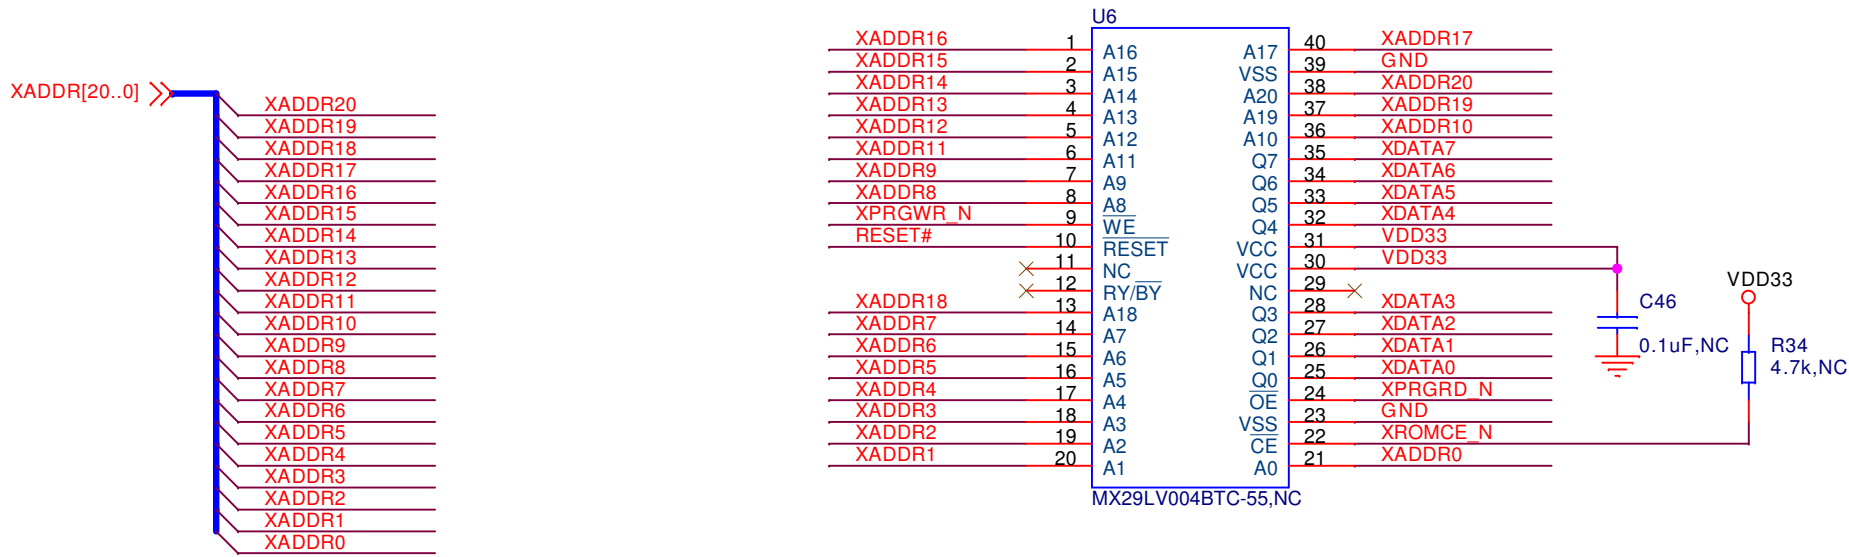 XADDR[20..0]
XADDR20
XADDR19
XADDR18
XADDR17
XADDR16
XADDR15
XADDR14
XADDR13
XADDR12
XADDR11
XADDR10
XADDR9
XADDR8
XADDR7
XADDR6
XADDR5
XADDR4
XADDR3
XADDR2
XADDR1
XADDR0
U6
XADDR16 1 A16 A17 40 XADDR17
XADDR15 2 A15 VSS 39 GND
XADDR14 3 A14 A20 38 XADDR20
XADDR13 4 A13 A19 37 XADDR19
XADDR12 5 A12 A10 36 XADDR10
XADDR11 6 A11 Q7 35 XDATA7
XADDR9 7 A9 Q6 34 XDATA6
XADDR8 8 A8 Q5 33 XDATA5
XPRGWR_N 9 WE Q4 32 XDATA4
RESET# 10 RESET VCC 31 VDD33
11 NC VCC 30 VDD33
12 RY/BY NC 29
XADDR18 13 A18 Q3 28 XDATA3
XADDR7 14 A7 Q2 27 XDATA2
XADDR6 15 A6 Q1 26 XDATA1
XADDR5 16 A5 Q0 25 XDATA0
XADDR4 17 A4 OE 24 XPRGRD_N
XADDR3 18 A3 VSS 23 GND
XADDR2 19 A2 CE 22 XROMCE_N
XADDR1 20 A1 A0 21 XADDR0
MX29LV004BTC-55,NC
C46
0.1uF,NC
VDD33
R34
4.7k,NC